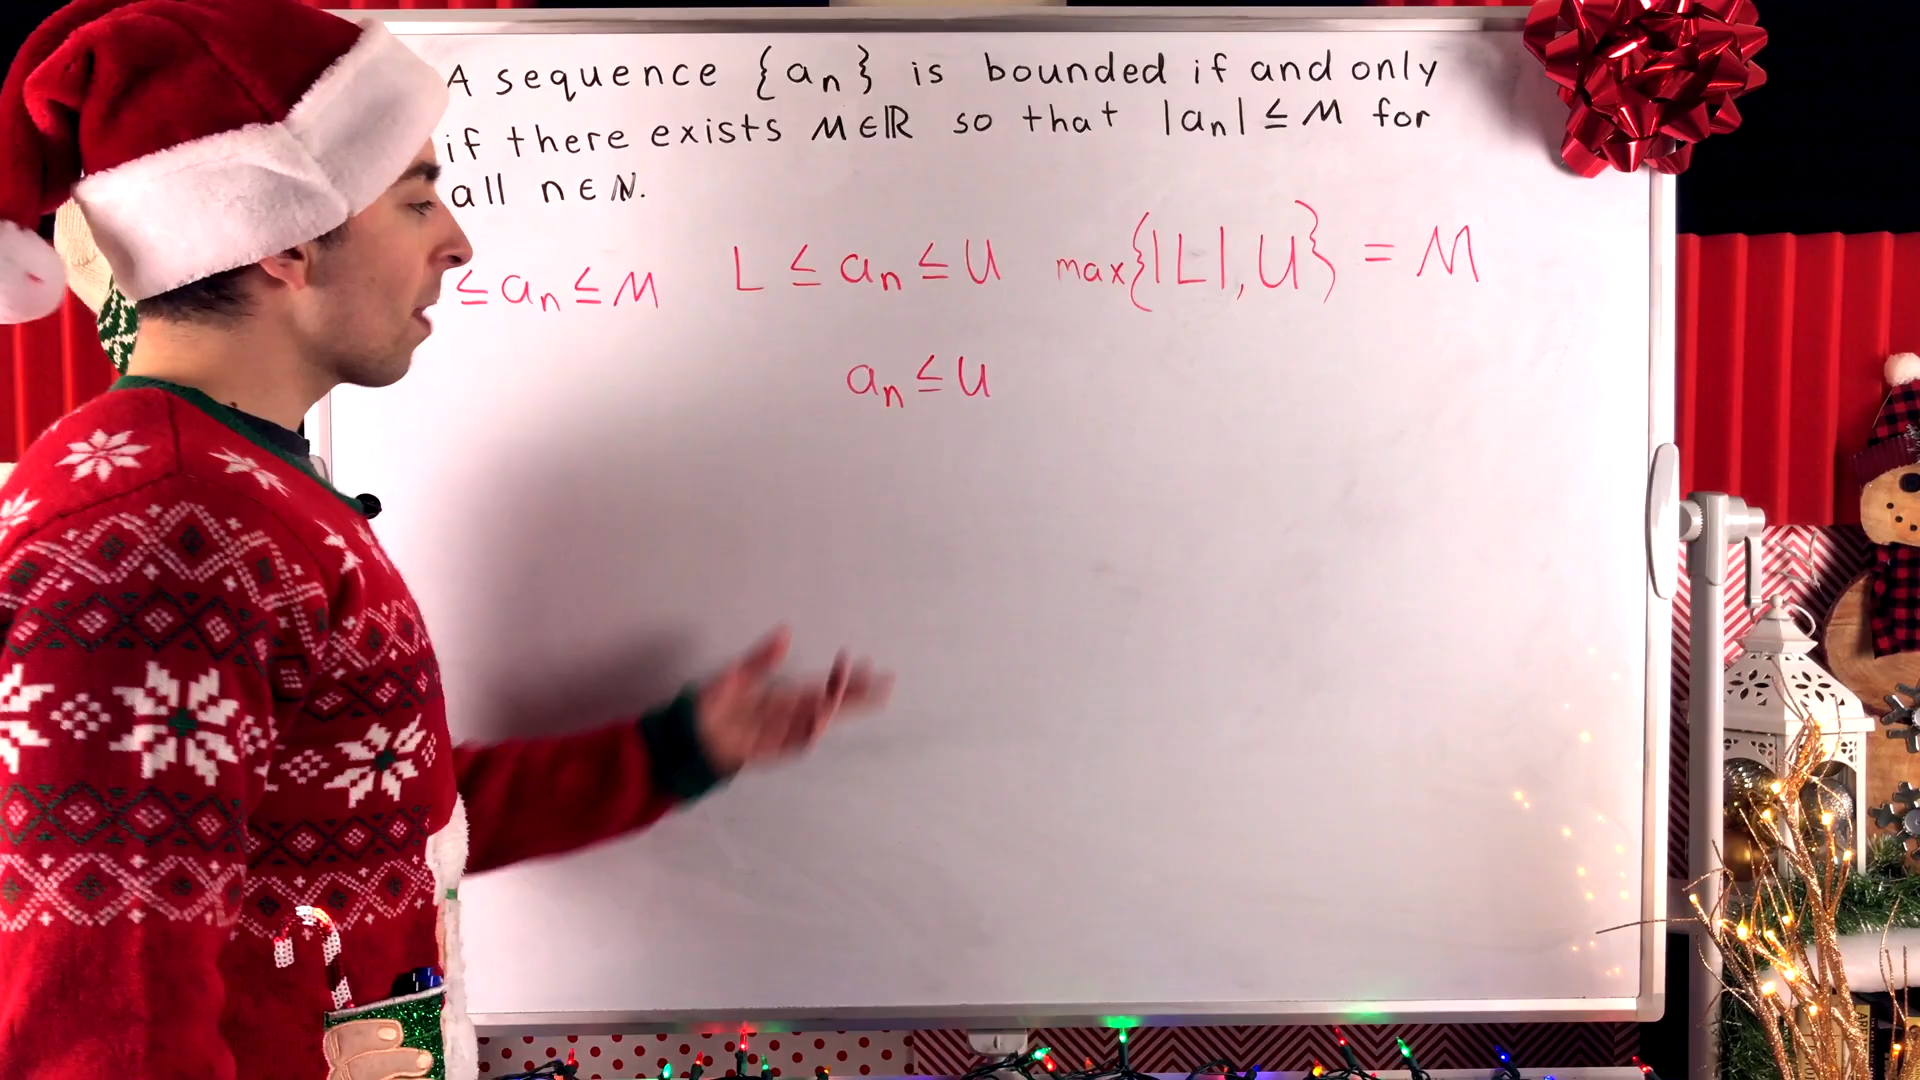 A sequence {aₙ} is bounded if and only
if there exists M∈ℝ so that |aₙ| ≤ M for
all n∈ℕ.
≤ aₙ ≤ M L ≤ aₙ ≤ U max{|L|, U} = M
aₙ ≤ U